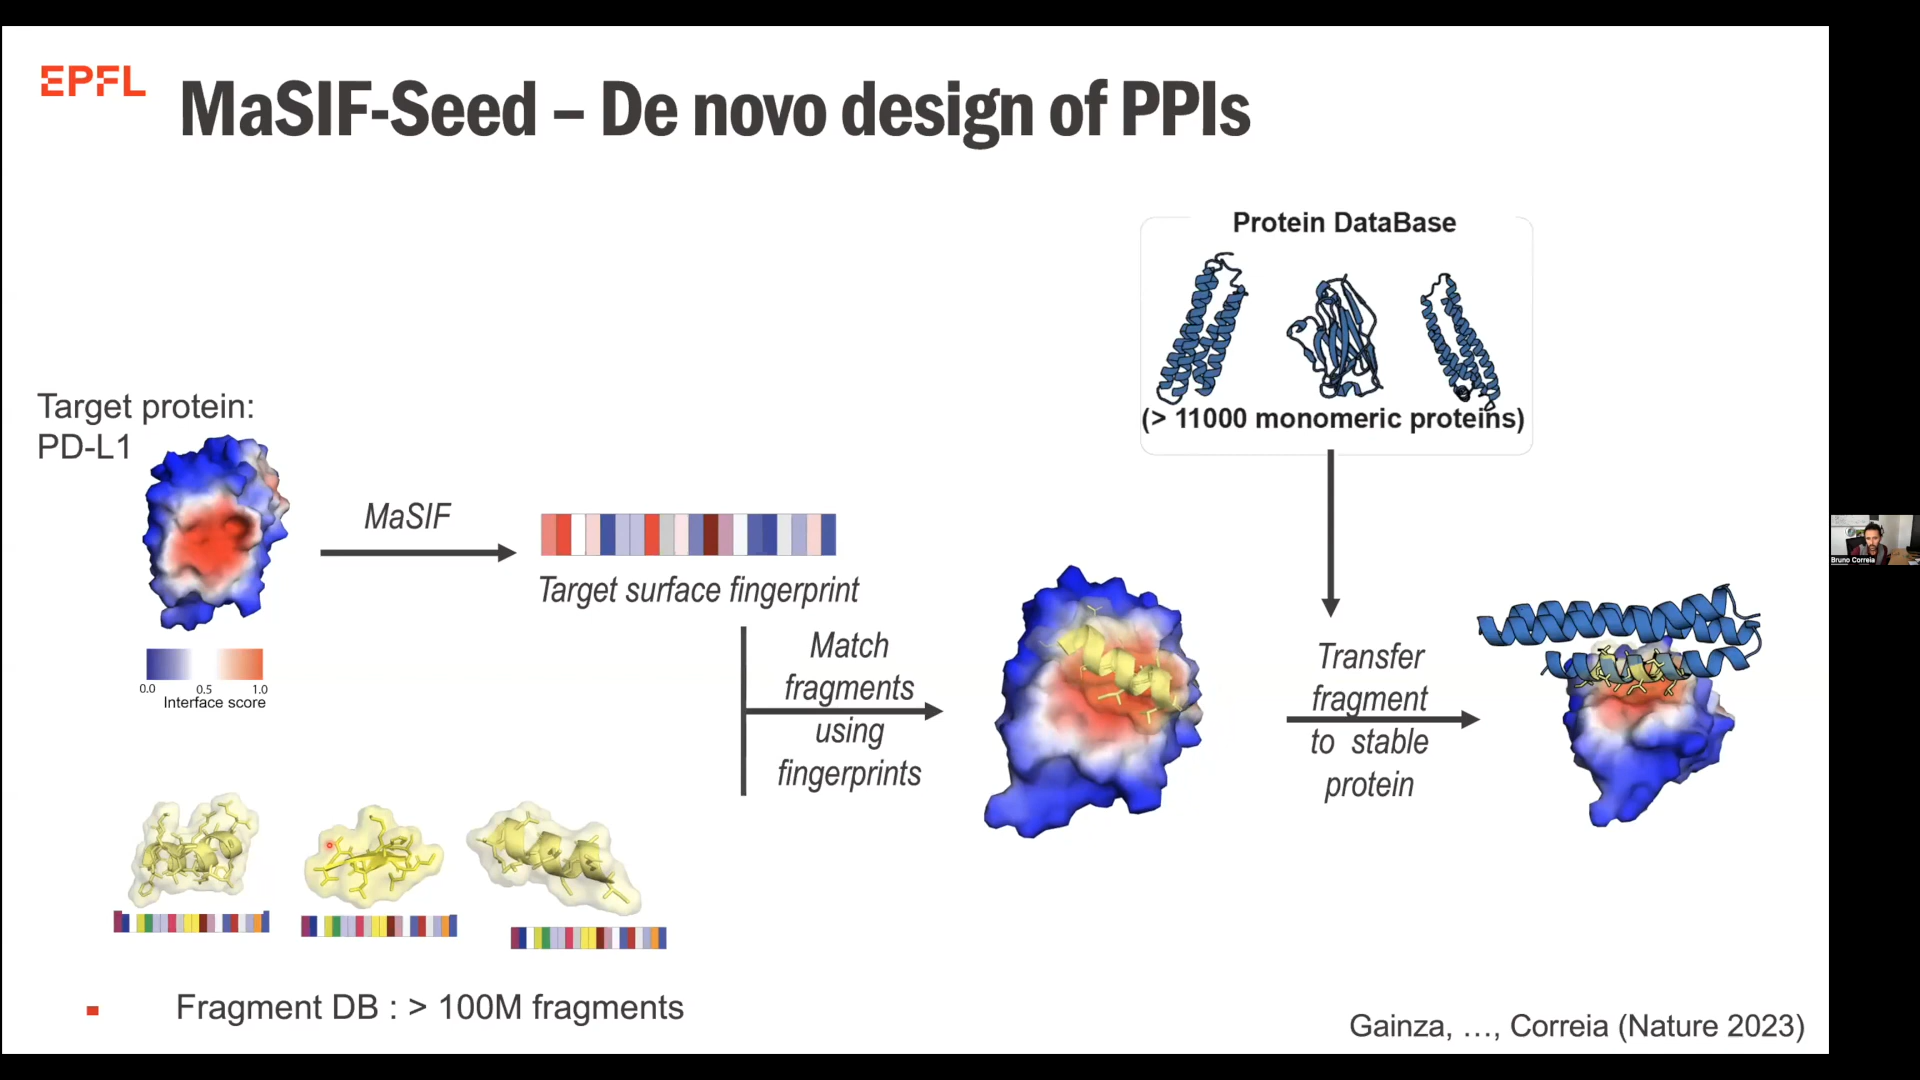 EPFL
MaSIF-Seed – De novo design of PPIs
Protein DataBase
(> 11000 monomeric proteins)
Target protein:
PD-L1
MaSIF
Target surface fingerprint
0.0 0.5 1.0
Interface score
Match
fragments
using
fingerprints
Transfer
fragment
to stable
protein
Fragment DB : > 100M fragments
Gainza, …, Correia (Nature 2023)
Bruno Correia